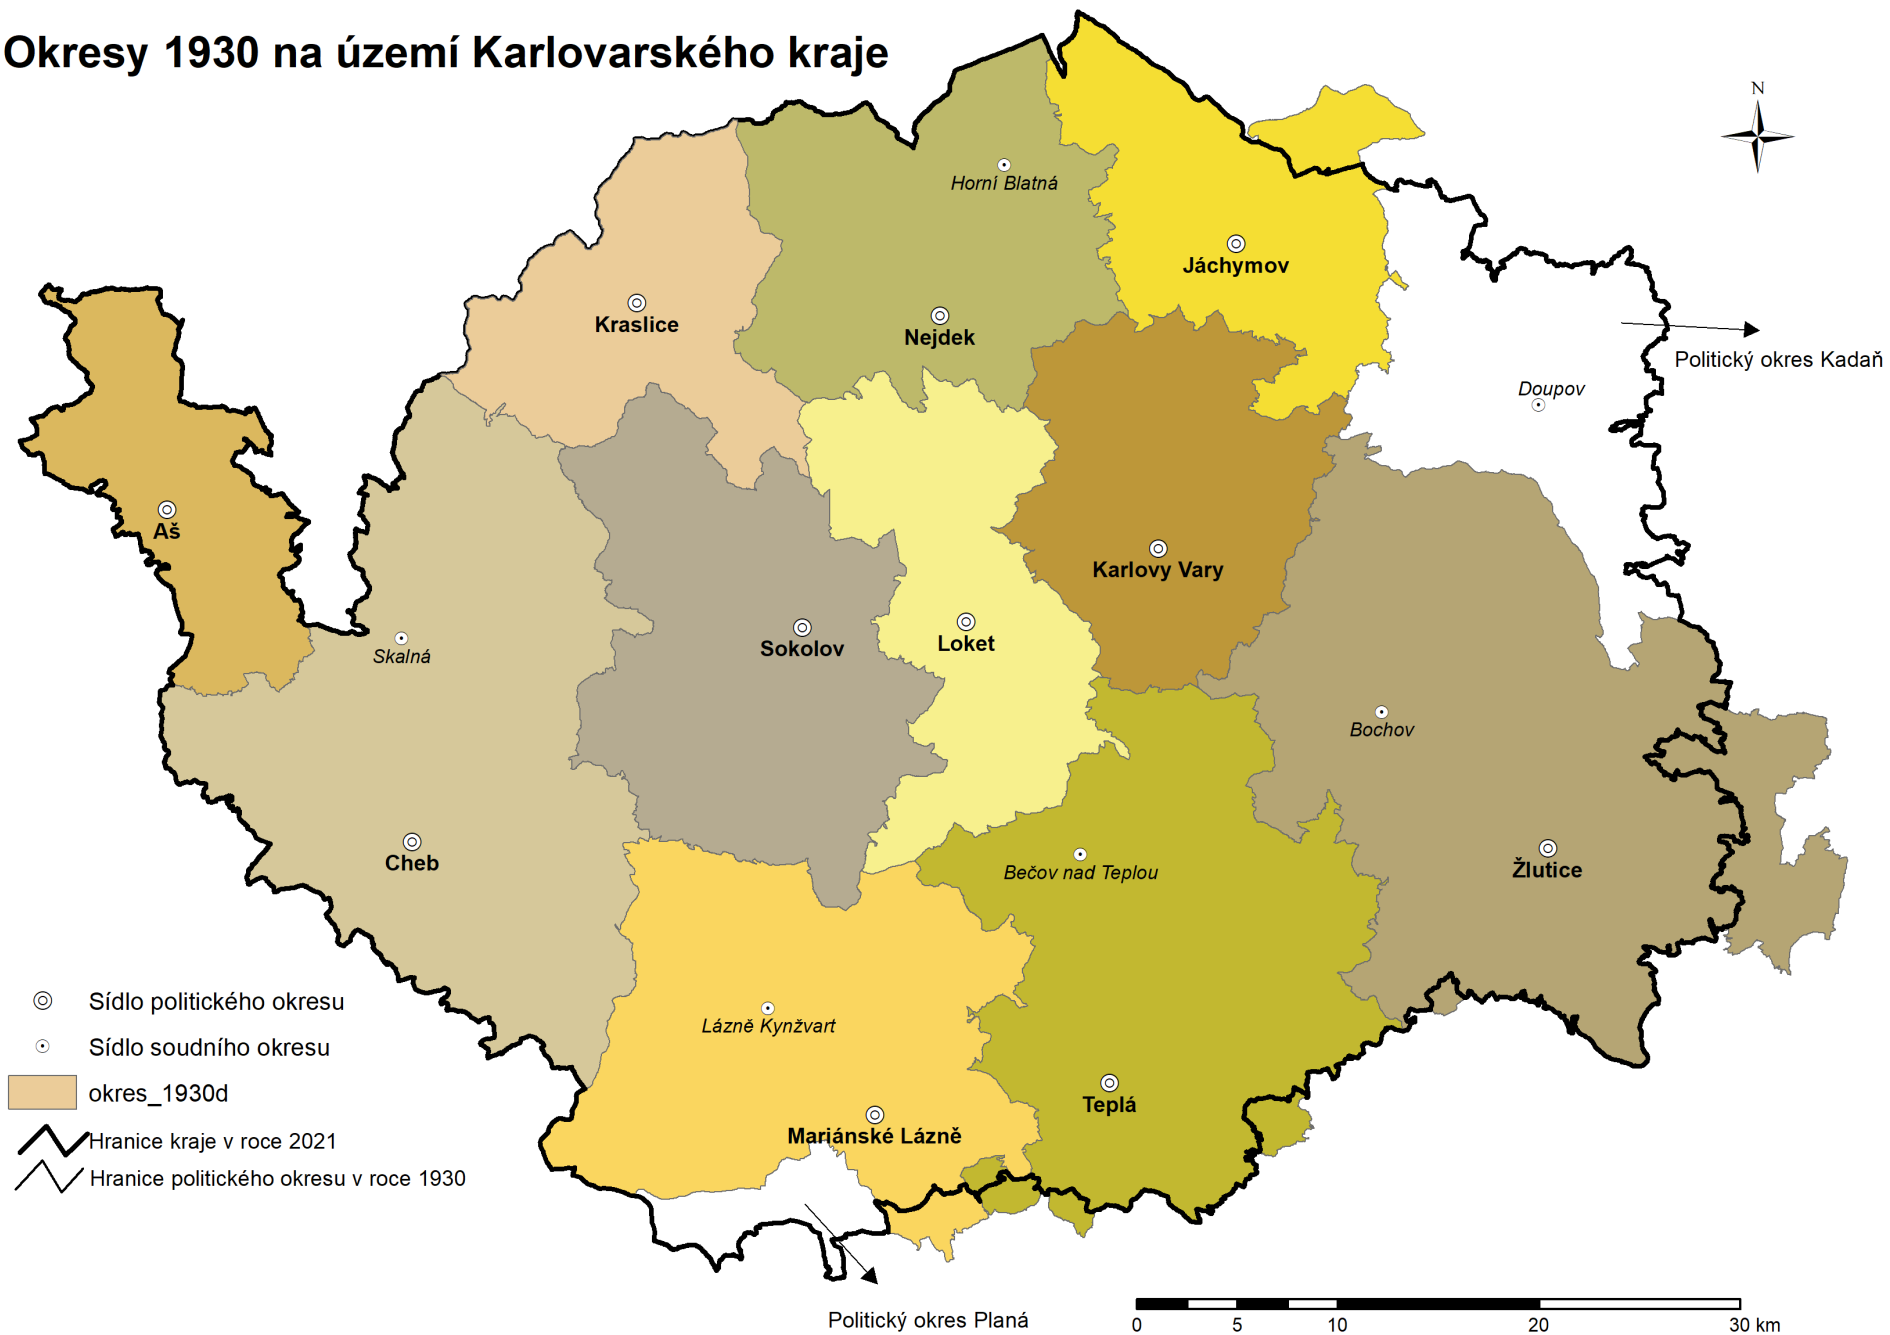 Okresy 1930 na území Karlovarského kraje
N
Horní Blatná
Jáchymov
Kraslice
Nejdek
Politický okres Kadaň
Doupov
Aš
Karlovy Vary
Skalná
Sokolov
Loket
Bochov
Cheb
Bečov nad Teplou
Žlutice
Lázně Kynžvart
Teplá
Mariánské Lázně
Sídlo politického okresu
Sídlo soudního okresu
okres_1930d
Hranice kraje v roce 2021
Hranice politického okresu v roce 1930
Politický okres Planá
0 5 10 20 30 km